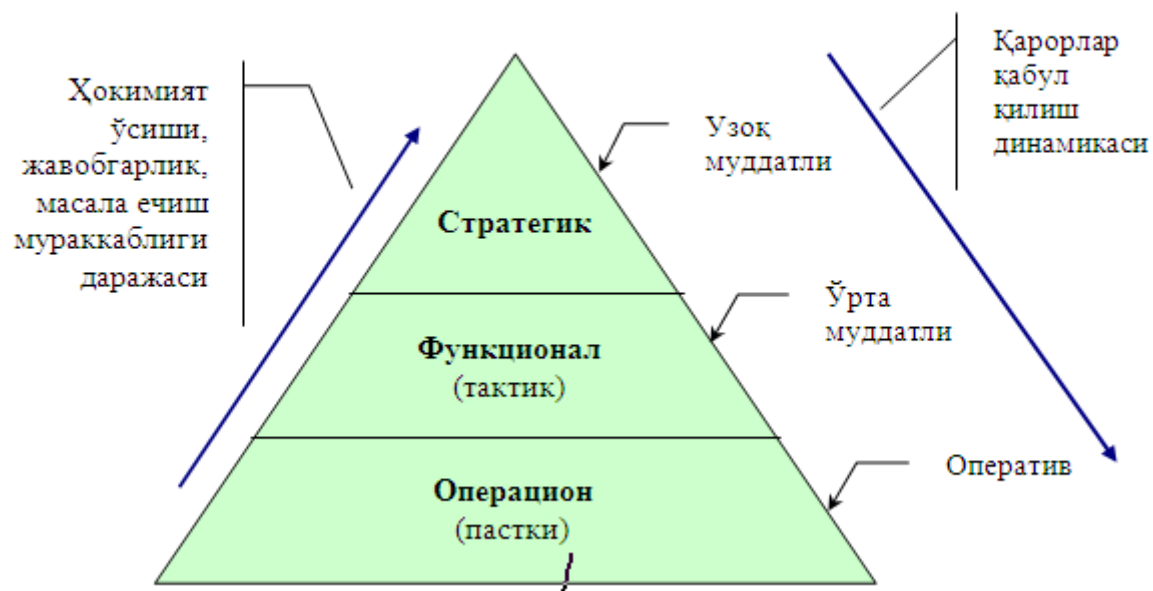 Ҳокимият
ўсиши,
жавобгарлик,
масала ечиш
мураккаблиги
даражаси
Стратегик
Функционал
(тактик)
Операцион
(пастки)
Узоқ
муддатли
Ўрта
муддатли
Оператив
Қарорлар
қабул
қилиш
динамикаси